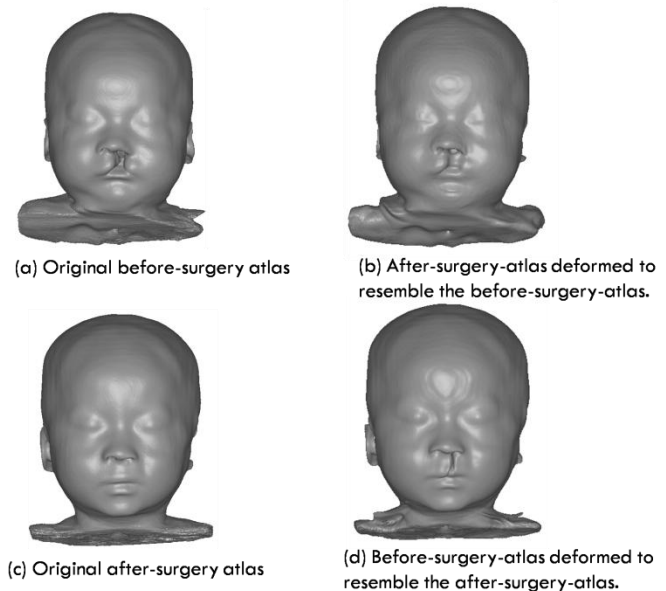 (a) Original before-surgery atlas
(b) After-surgery-atlas deformed to
resemble the before-surgery-atlas.
(c) Original after-surgery atlas
(d) Before-surgery-atlas deformed to
resemble the after-surgery-atlas.